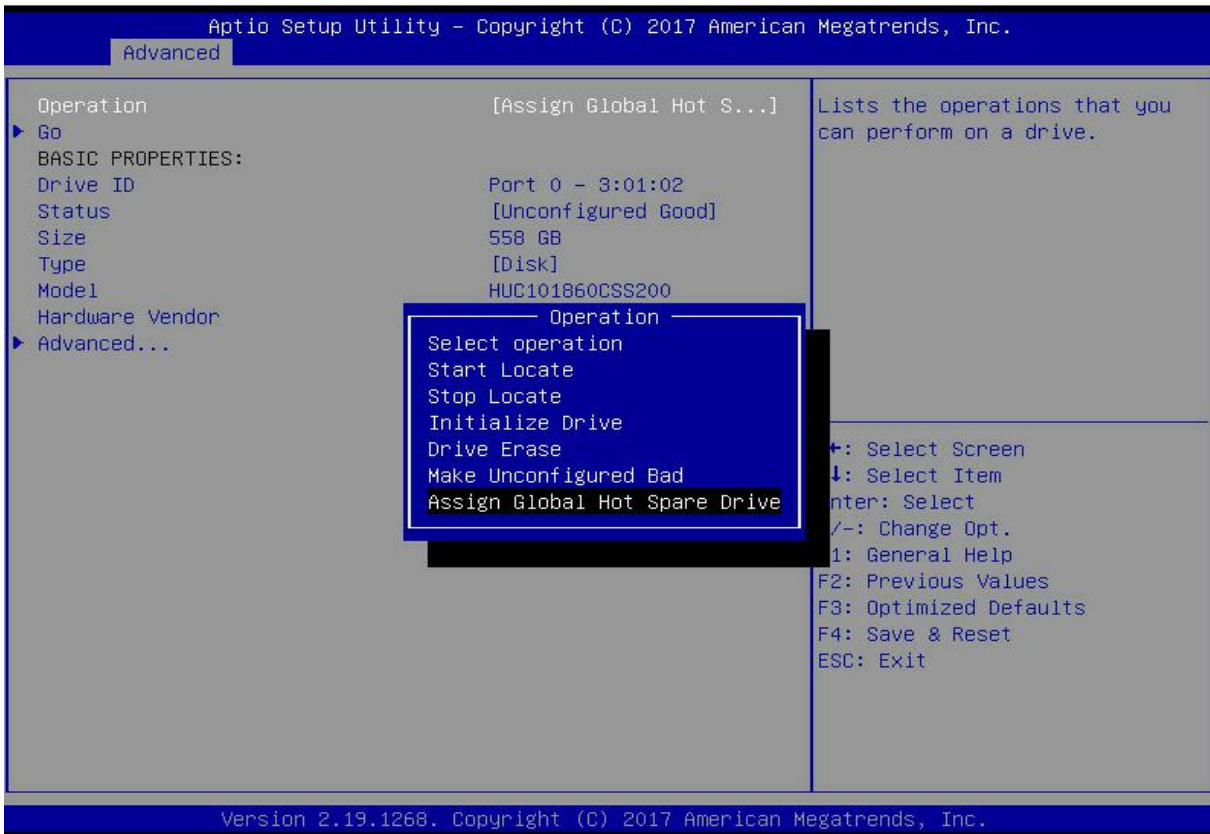 Aptio Setup Utility – Copyright (C) 2017 American Megatrends, Inc.
Advanced
Operation [Assign Global Hot S...]
Go
BASIC PROPERTIES:
Drive ID Port 0 – 3:01:02
Status [Unconfigured Good]
Size 558 GB
Type [Disk]
Model HUC101860CSS200
Hardware Vendor
Advanced...
Operation
Select operation
Start Locate
Stop Locate
Initialize Drive
Drive Erase
Make Unconfigured Bad
Assign Global Hot Spare Drive
Lists the operations that you
can perform on a drive.
: Select Screen
: Select Item
nter: Select
/–: Change Opt.
1: General Help
F2: Previous Values
F3: Optimized Defaults
F4: Save & Reset
ESC: Exit
Version 2.19.1268. Copyright (C) 2017 American Megatrends, Inc.